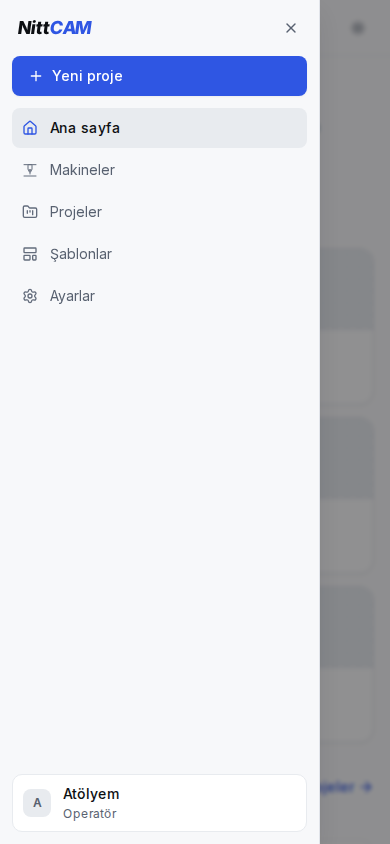 NittCAM
Yeni proje
Ana sayfa
Makineler
Projeler
Şablonlar
Ayarlar
A
Atölyem
Operatör